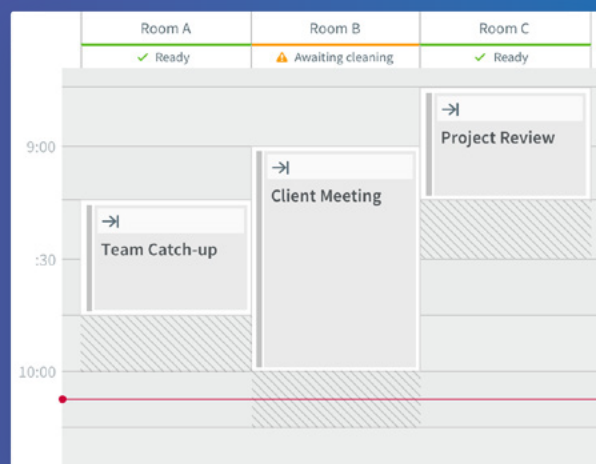 Room A
Room B
Room C
Ready
Awaiting cleaning
Ready
Project Review
9:00
Client Meeting
Team Catch-up
:30
10:00